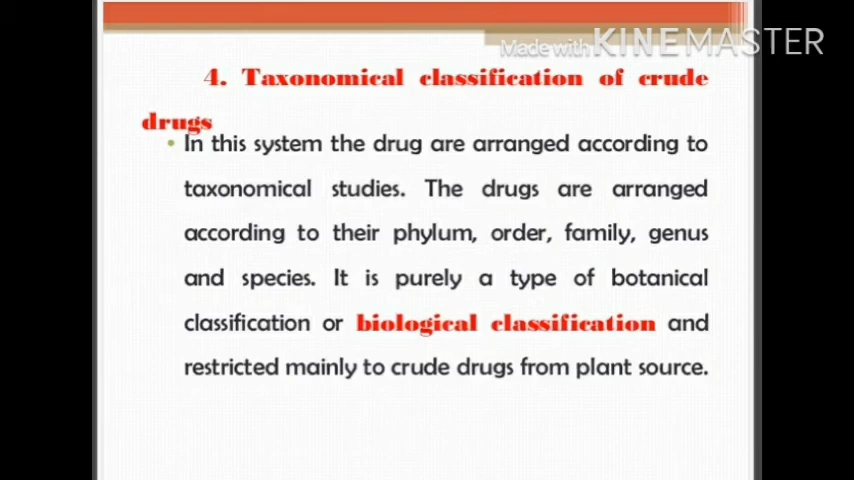 Made with KINEMASTER
4. Taxonomical classification of crude
drugs
• In this system the drug are arranged according to
taxonomical studies. The drugs are arranged
according to their phylum, order, family, genus
and species. It is purely a type of botanical
classification or biological classification and
restricted mainly to crude drugs from plant source.